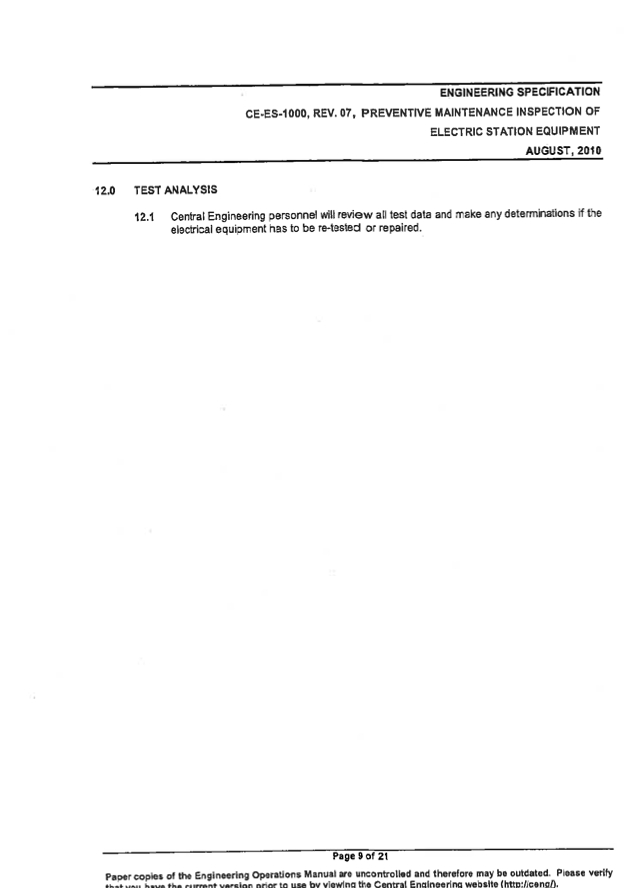 ENGINEERING SPECIFICATION
CE-ES-1000, REV. 07, PREVENTIVE MAINTENANCE INSPECTION OF
ELECTRIC STATION EQUIPMENT
AUGUST, 2010
12.0 TEST ANALYSIS
12.1 Central Engineering personnel will review all test data and make any determinations if the
electrical equipment has to be re-tested or repaired.
Page 9 of 21
Paper copies of the Engineering Operations Manual are uncontrolled and therefore may be outdated. Please verify
that you have the current version prior to use by viewing the Central Engineering website (http://ceng/).